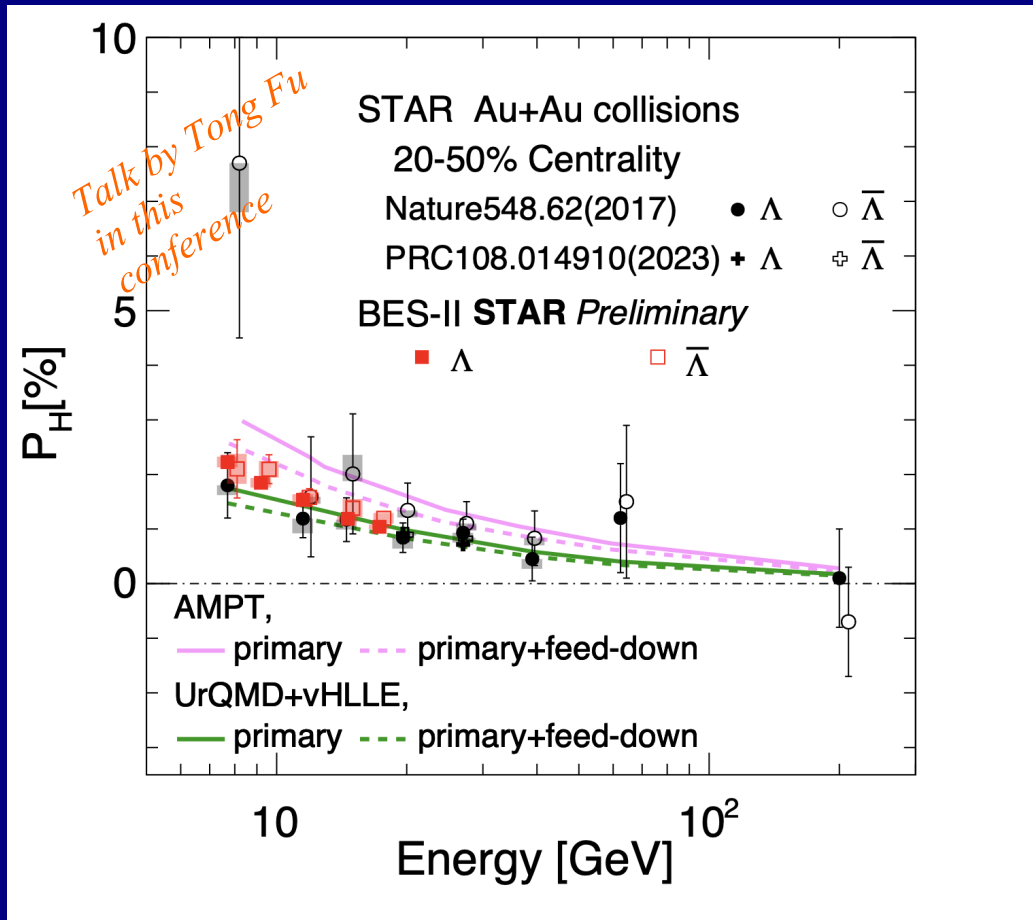 10
Talk by Tong Fu
in this
conference
STAR Au+Au collisions
20-50% Centrality
Nature548.62(2017) ● Λ ○ Λ̅
PRC108.014910(2023) ✚ Λ ✚ Λ̅
5
BES-II STAR Preliminary
■ Λ □ Λ̅
P_H[%]
0
AMPT,
primary primary+feed-down
UrQMD+vHLLE,
primary primary+feed-down
10 10²
Energy [GeV]